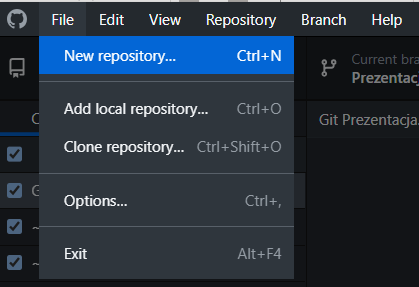 File Edit View Repository Branch Help
New repository... Ctrl+N
Current bra
Prezentacj
Add local repository... Ctrl+O
Git Prezentacja.
Clone repository... Ctrl+Shift+O
Options... Ctrl+,
Exit Alt+F4